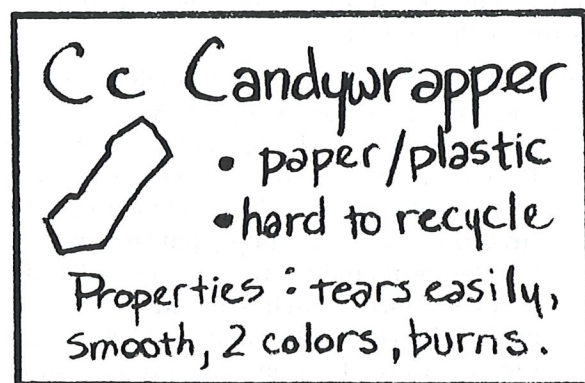 Cc Candywrapper
• paper/plastic
• hard to recycle
Properties: tears easily,
smooth, 2 colors, burns.